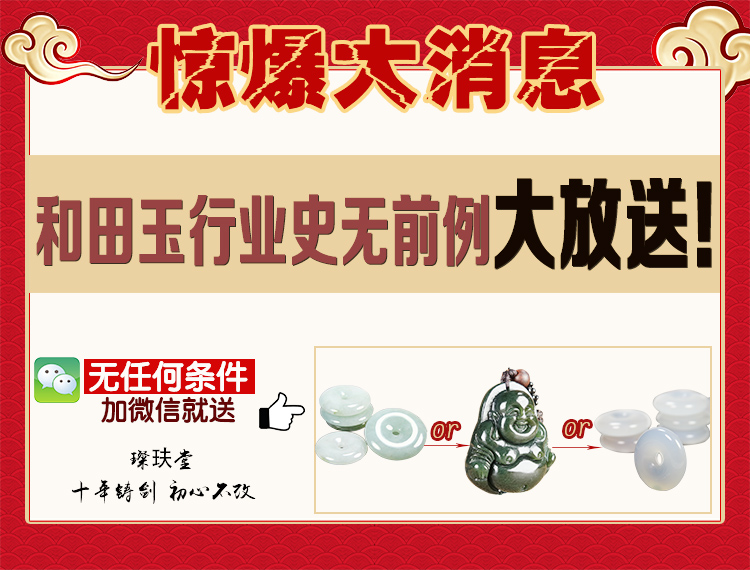 惊爆大消息
和田玉行业史无前例大放送!
无任何条件
加微信就送
璨玞堂
十年铸剑 初心不改
or
or